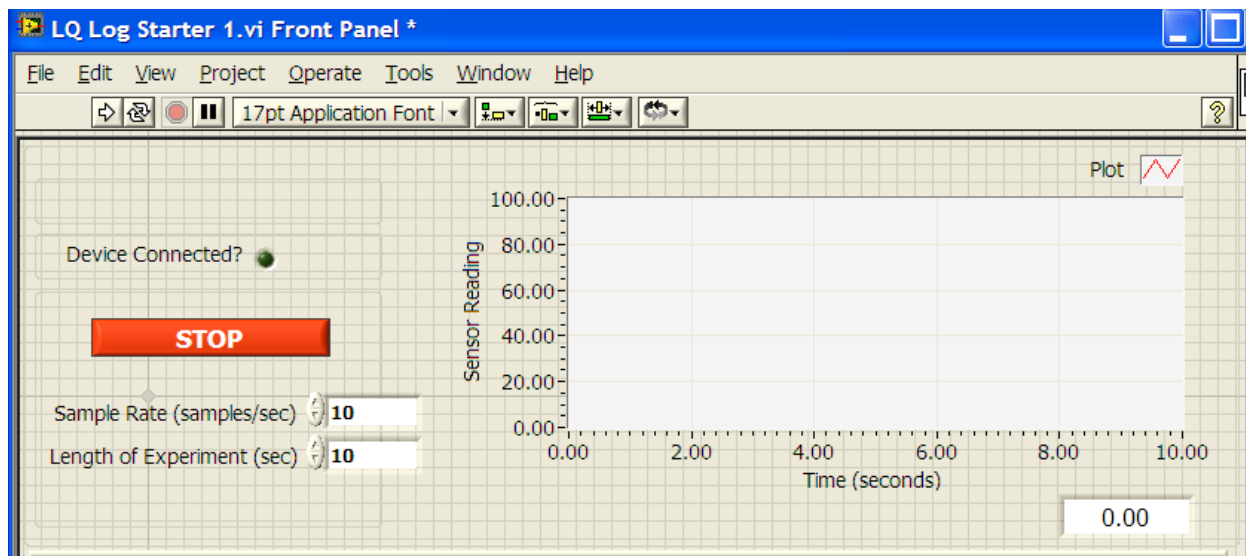 LQ Log Starter 1.vi Front Panel *
File Edit View Project Operate Tools Window Help
17pt Application Font
?
Plot
Device Connected?
STOP
Sample Rate (samples/sec) 10
Length of Experiment (sec) 10
Sensor Reading
100.00
80.00
60.00
40.00
20.00
0.00
0.00 2.00 4.00 6.00 8.00 10.00
Time (seconds)
0.00